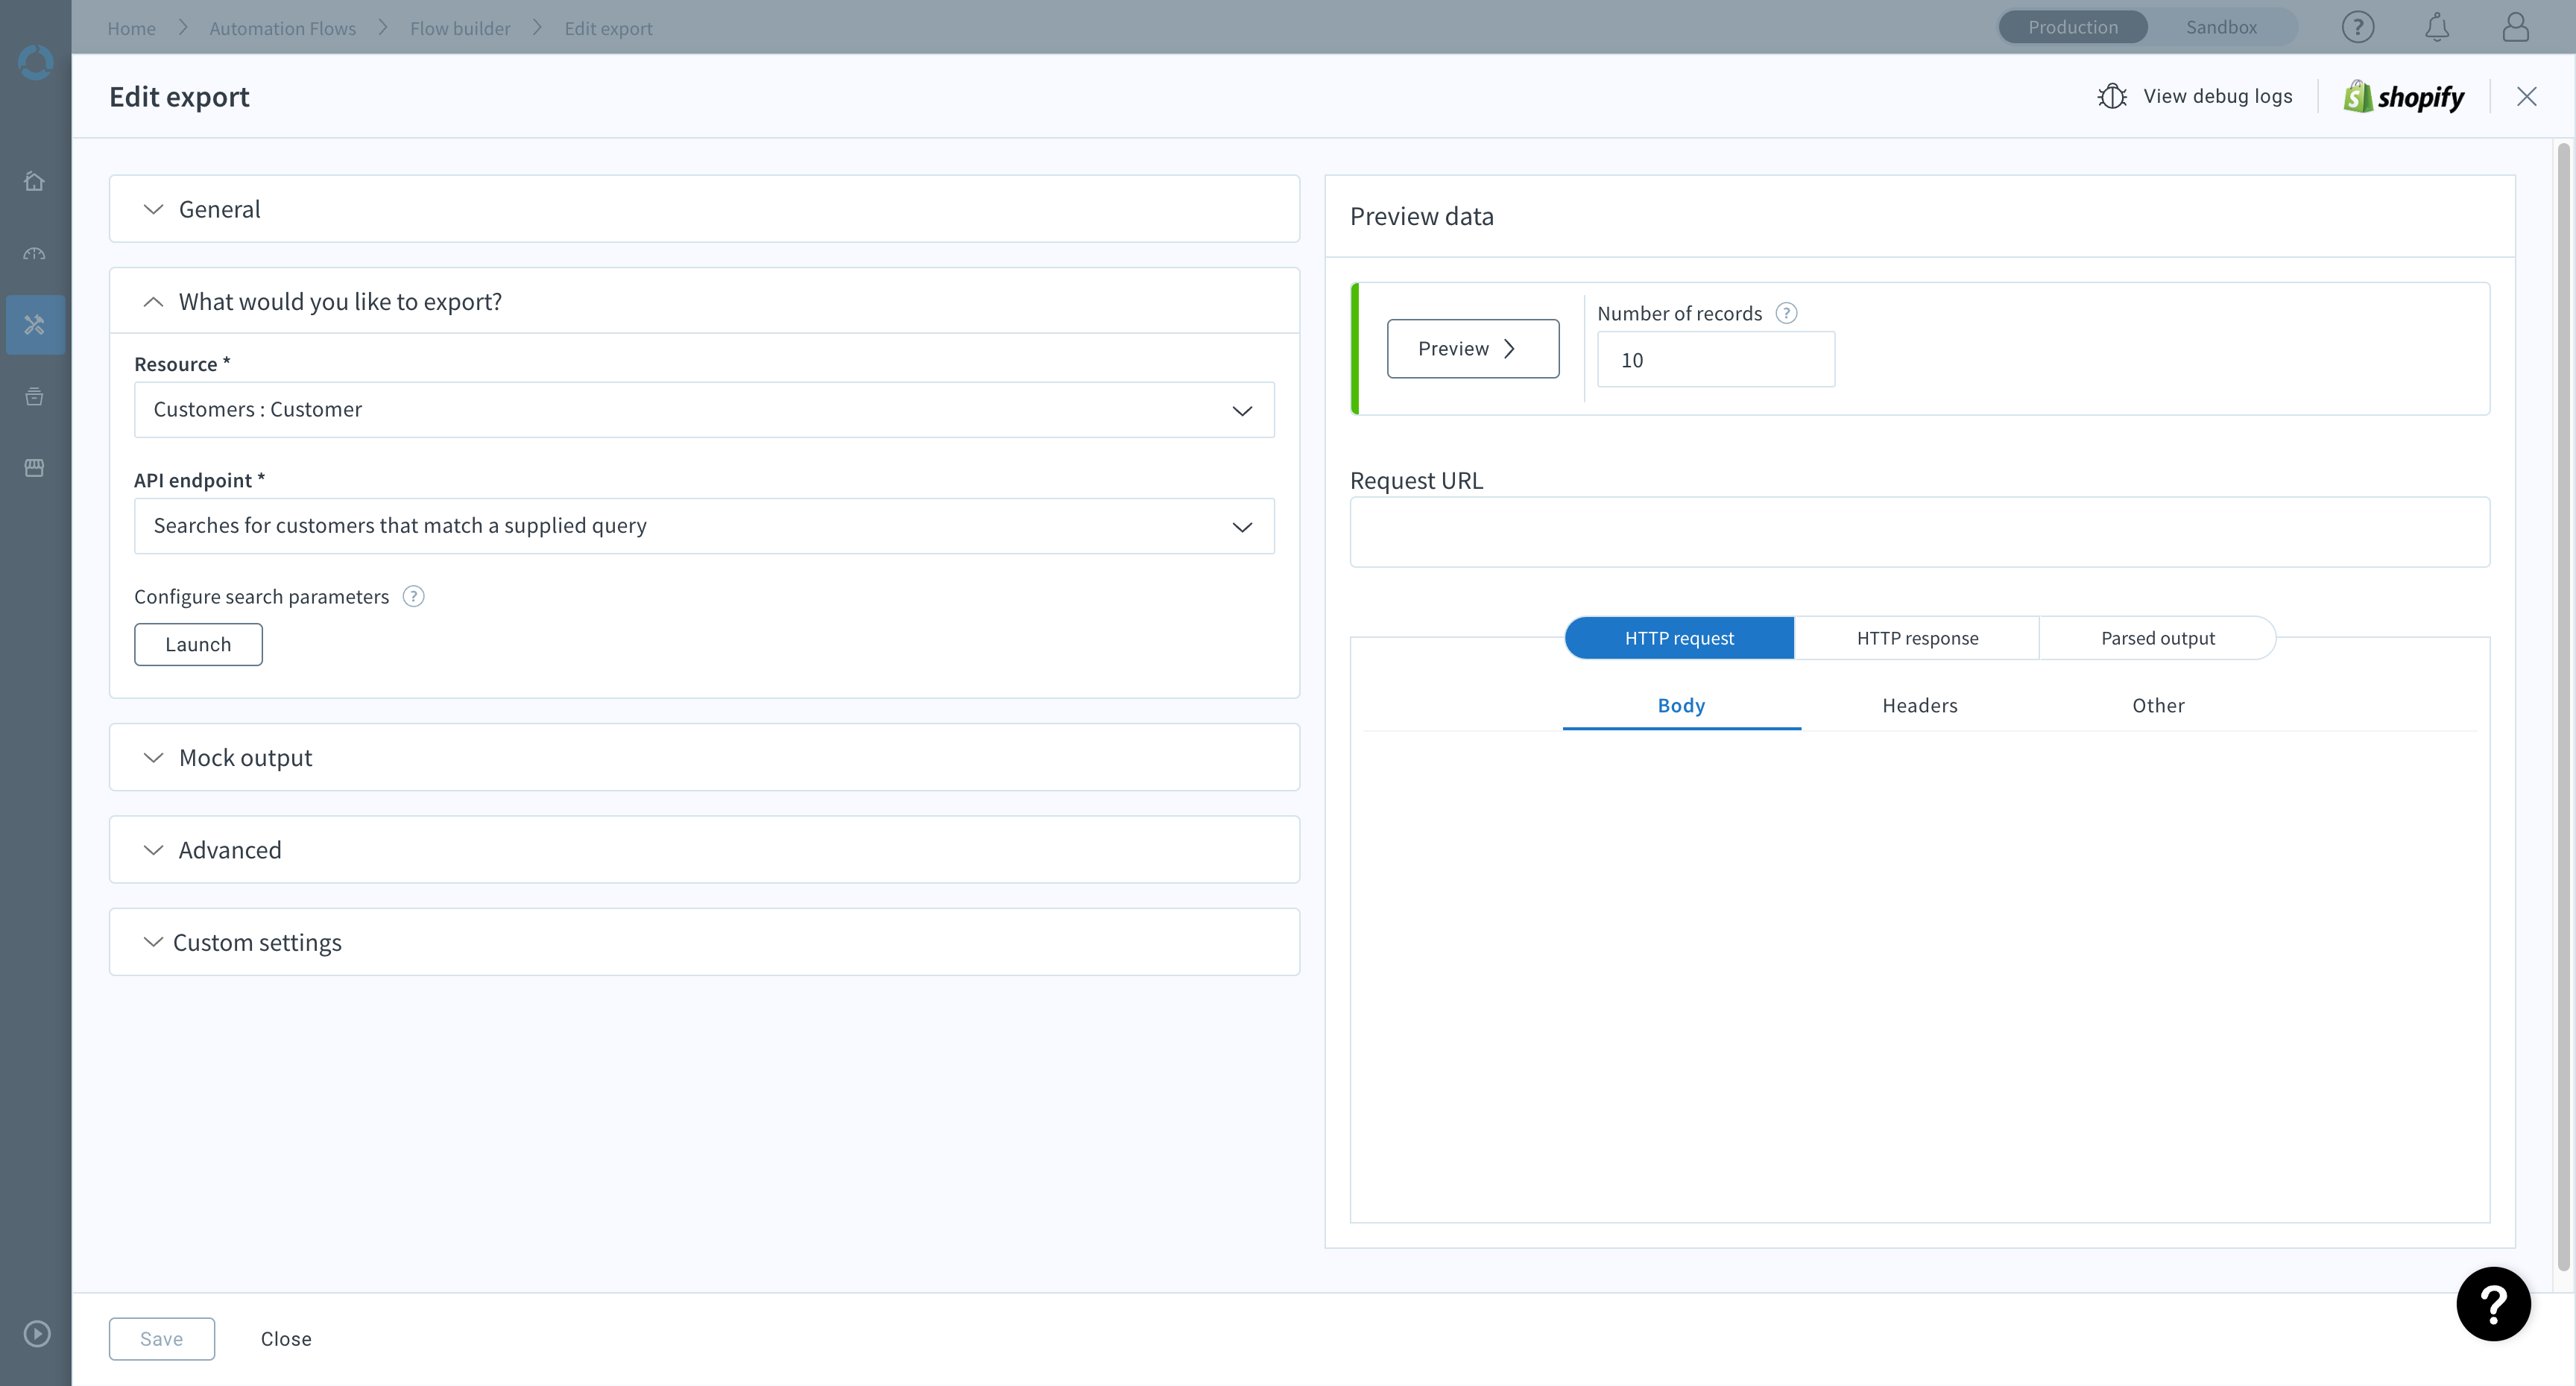 Home > Automation Flows > Flow builder > Edit export
Production Sandbox
Edit export
View debug logs
shopify
General
What would you like to export?
Resource *
Customers : Customer
API endpoint *
Searches for customers that match a supplied query
Configure search parameters ?
Launch
Mock output
Advanced
Custom settings
Preview data
Preview >
Number of records ?
10
Request URL
HTTP request HTTP response Parsed output
Body Headers Other
Save Close
?